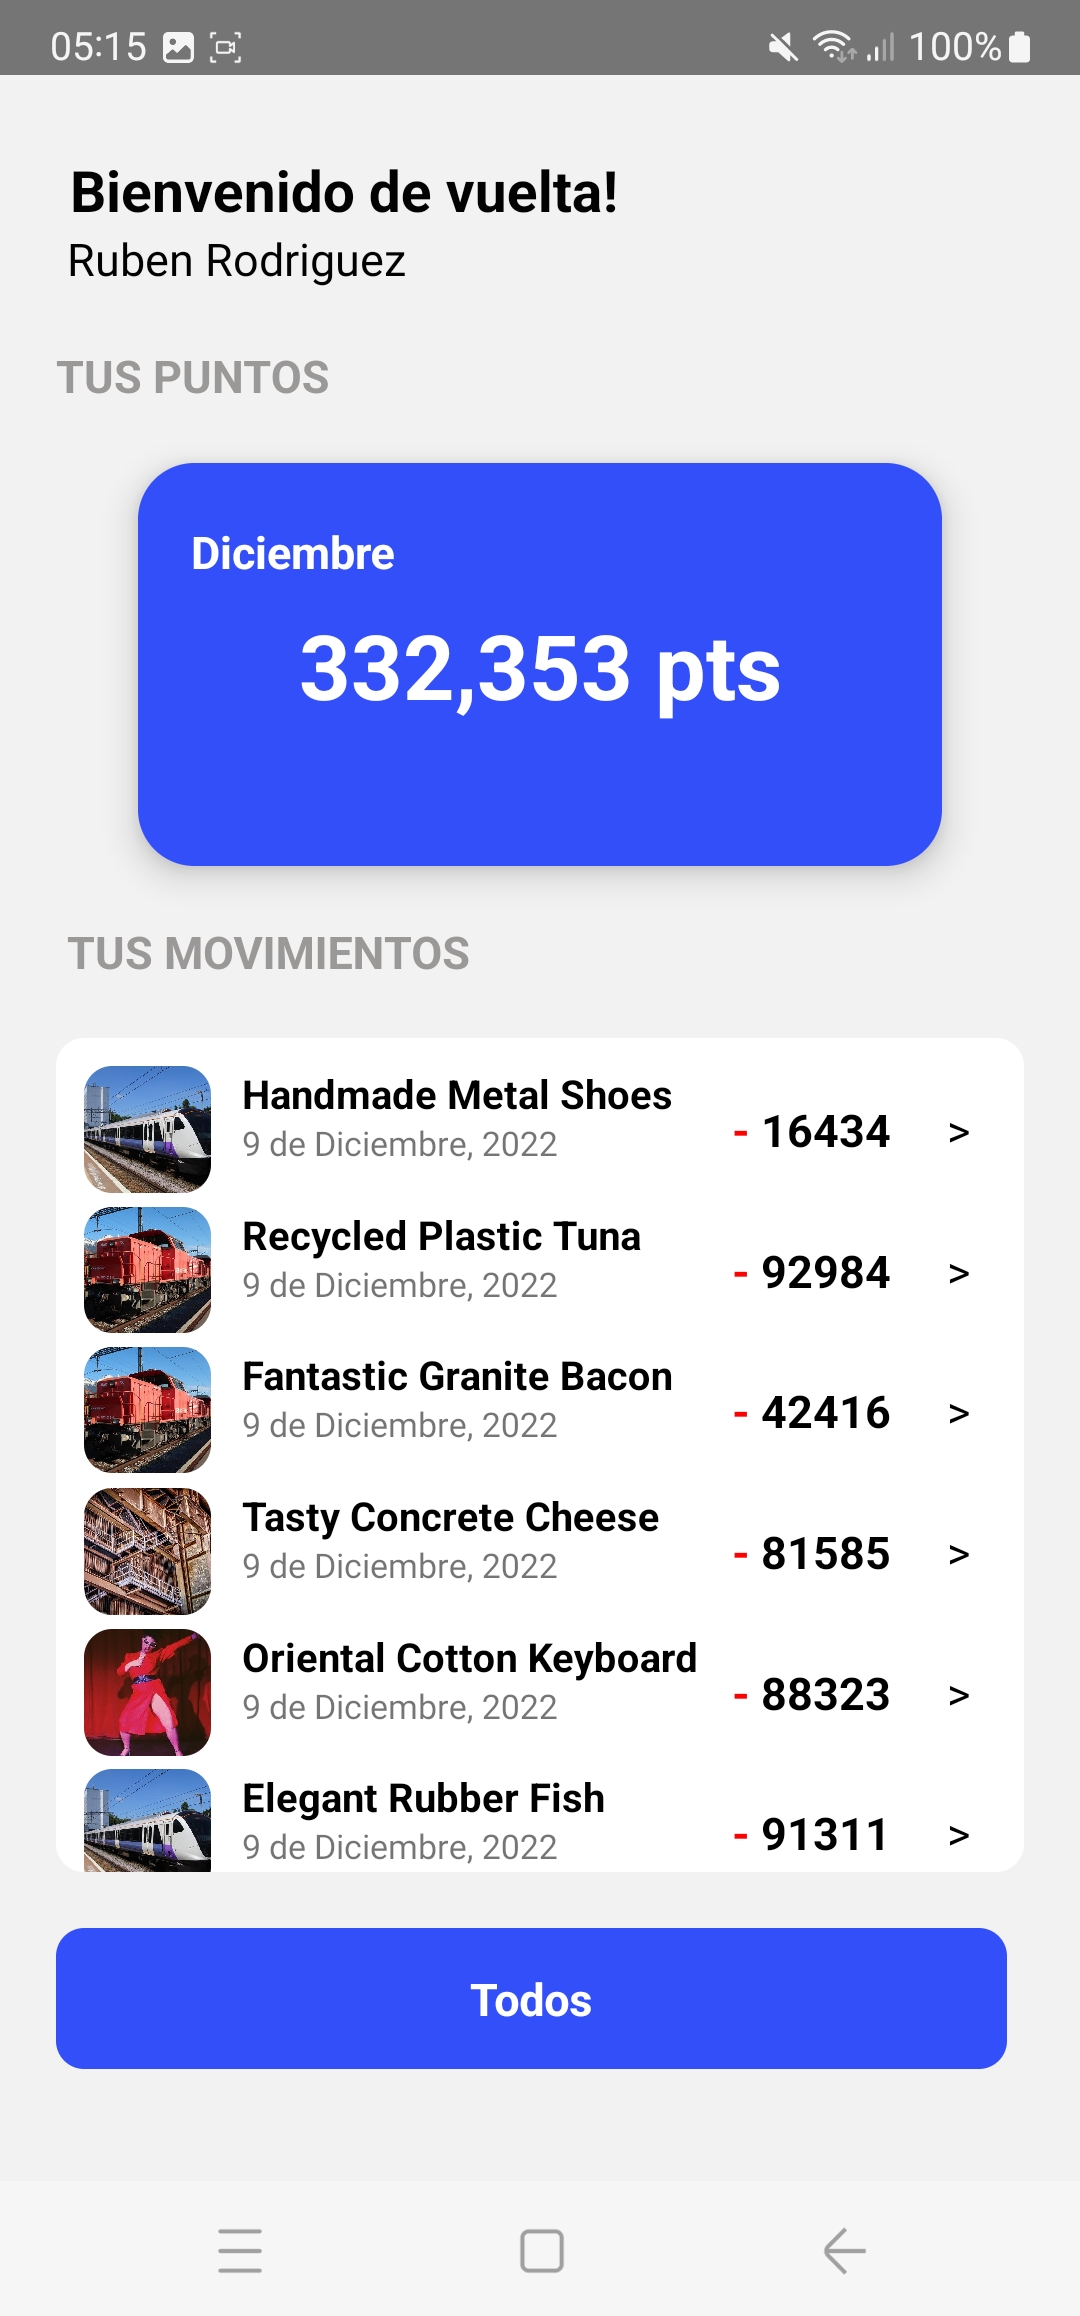 05:15 100%
Bienvenido de vuelta!
Ruben Rodriguez
TUS PUNTOS
Diciembre
332,353 pts
TUS MOVIMIENTOS
Handmade Metal Shoes
9 de Diciembre, 2022
- 16434 >
Recycled Plastic Tuna
9 de Diciembre, 2022
- 92984 >
Fantastic Granite Bacon
9 de Diciembre, 2022
- 42416 >
Tasty Concrete Cheese
9 de Diciembre, 2022
- 81585 >
Oriental Cotton Keyboard
9 de Diciembre, 2022
- 88323 >
Elegant Rubber Fish
9 de Diciembre, 2022
- 91311 >
Todos